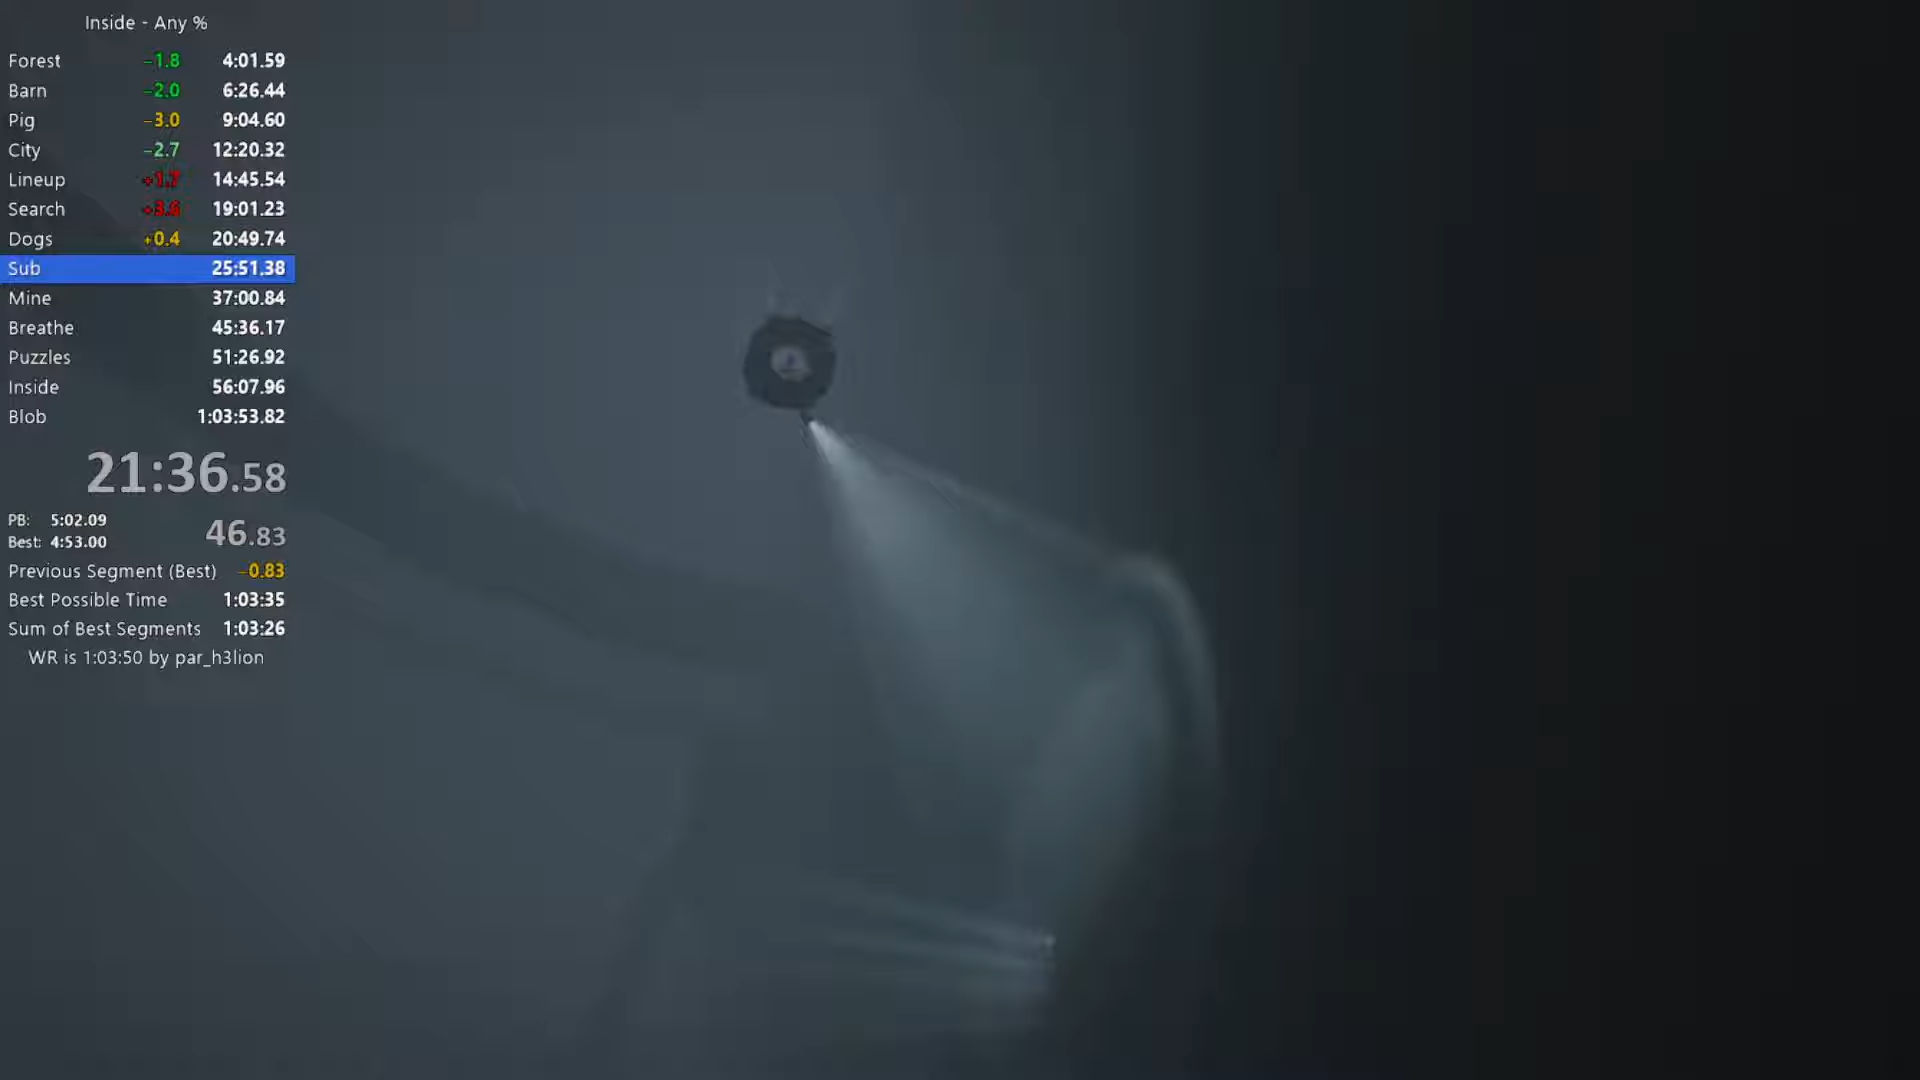 Inside - Any %
Forest -1.8 4:01.59
Barn -2.0 6:26.44
Pig -3.0 9:04.60
City -2.7 12:20.32
Lineup +1.7 14:45.54
Search +3.6 19:01.23
Dogs +0.4 20:49.74
Sub 25:51.38
Mine 37:00.84
Breathe 45:36.17
Puzzles 51:26.92
Inside 56:07.96
Blob 1:03:53.82
21:36.58
PB: 5:02.09
Best: 4:53.00
46.83
Previous Segment (Best) -0.83
Best Possible Time 1:03:35
Sum of Best Segments 1:03:26
WR is 1:03:50 by par_h3lion